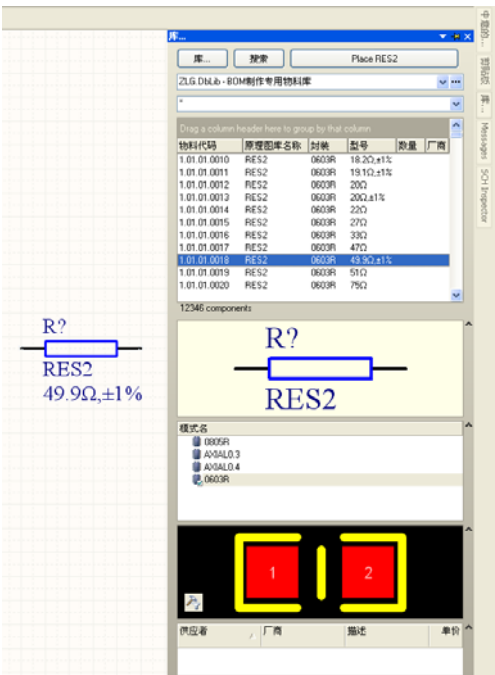 库...
库...
搜索
Place RES2
ZLG.DbLib - BOM制作专用物料库
*
Drag a column header here to group by that column
物料代码 原理图库名称 封装 型号 数量 厂商
1.01.01.0010 RES2 0603R 18.2Ω,±1%
1.01.01.0011 RES2 0603R 19.1Ω,±1%
1.01.01.0012 RES2 0603R 20Ω
1.01.01.0013 RES2 0603R 20Ω,±1%
1.01.01.0014 RES2 0603R 22Ω
1.01.01.0015 RES2 0603R 27Ω
1.01.01.0016 RES2 0603R 33Ω
1.01.01.0017 RES2 0603R 47Ω
1.01.01.0018 RES2 0603R 49.9Ω,±1%
1.01.01.0019 RES2 0603R 51Ω
1.01.01.0020 RES2 0603R 75Ω
12346 components
R?
RES2
49.9Ω,±1%
R?
RES2
模式名
0805R
AXIAL0.3
AXIAL0.4
0603R
1
2
供应者 厂商 描述 单价
库...
Messages
SCH Inspector